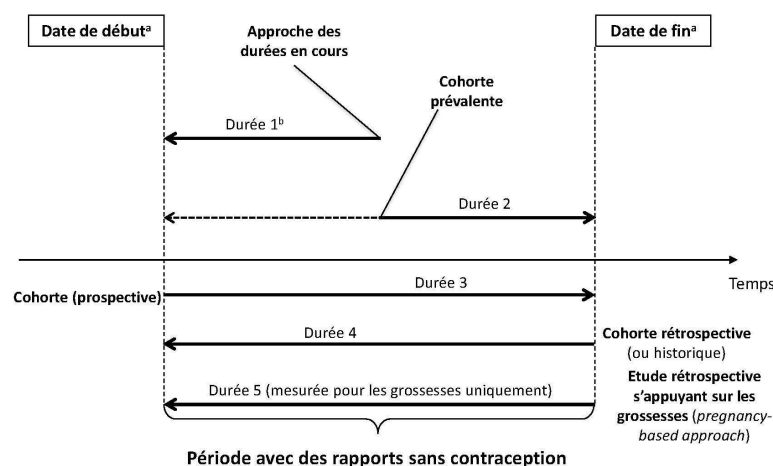 Date de débutᵃ
Date de finᵃ
Approche des
durées en cours
Cohorte
prévalente
Durée 1ᵇ
Durée 2
Temps
Cohorte (prospective)
Durée 3
Durée 4
Cohorte rétrospective
(ou historique)
Durée 5 (mesurée pour les grossesses uniquement)
Etude rétrospective
s'appuyant sur les
grossesses (pregnancy-
based approach)
Période avec des rapports sans contraception